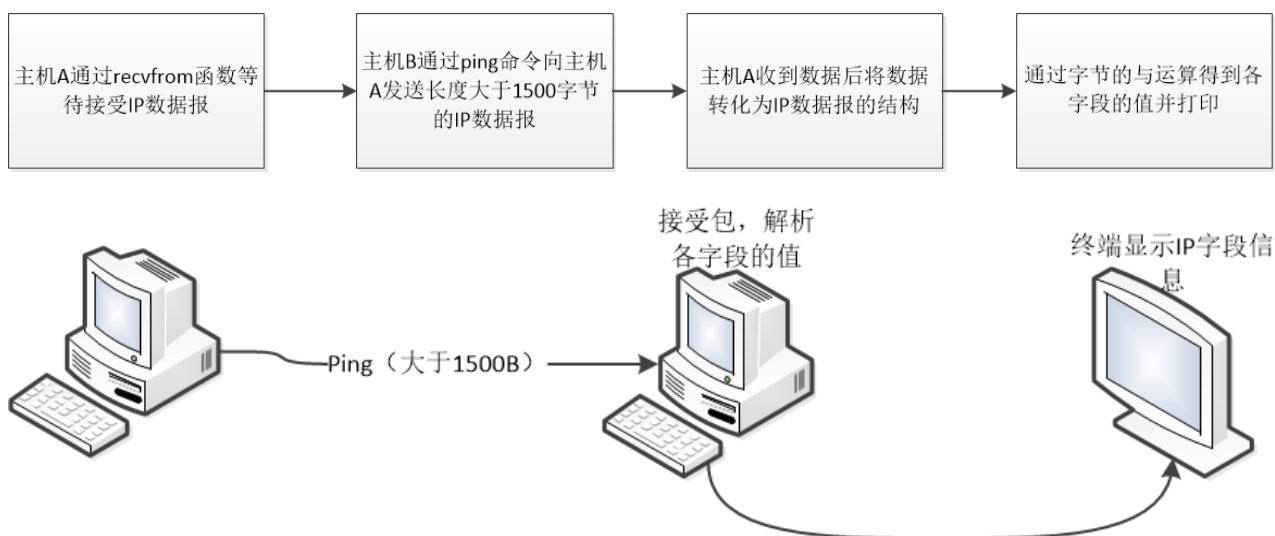 主机A通过recvfrom函数等
待接受IP数据报
主机B通过ping命令向主机
A发送长度大于1500字节
的IP数据报
主机A收到数据后将数据
转化为IP数据报的结构
通过字节的与运算得到各
字段的值并打印
接受包，解析
各字段的值
终端显示IP字段信
息
Ping（大于1500B）